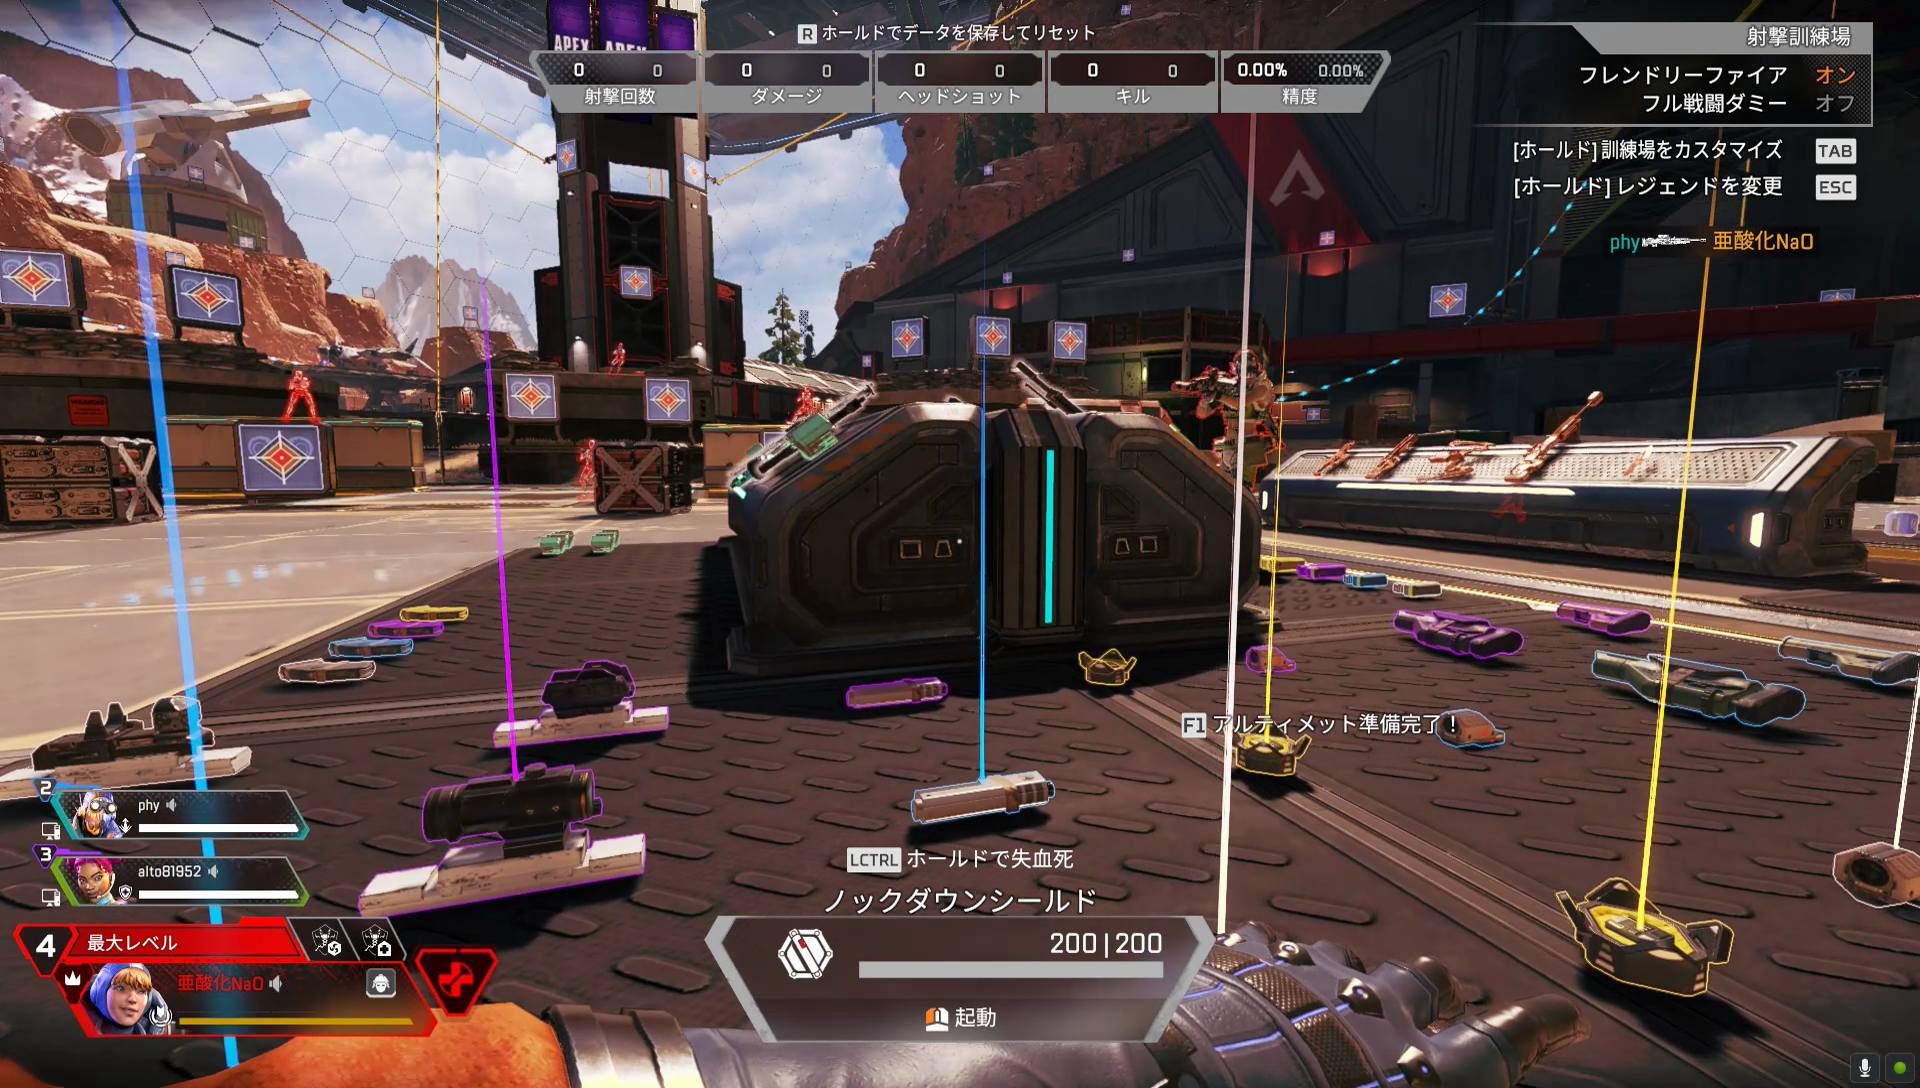 R ホールドでデータを保存してリセット
0 0 0 0 0 0 0 0 0.00% 0.00%
射撃回数 ダメージ ヘッドショット キル 精度
射撃訓練場
フレンドリーファイア オン
フル戦闘ダミー オフ
[ホールド]訓練場をカスタマイズ TAB
[ホールド]レジェンドを変更 ESC
phy 亜酸化NaO
APEX APEX
WARNING
F1 アルティメット準備完了！
2 phy
3 alto81952
4 最大レベル
亜酸化NaO
LCTRL ホールドで失血死
ノックダウンシールド
200|200
起動